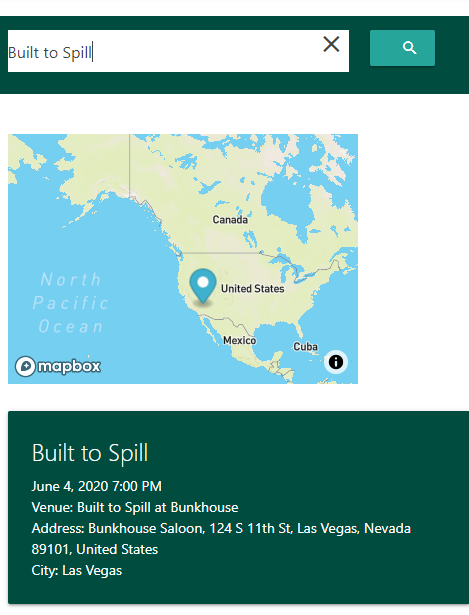 Built to Spill
Canada
North
Pacific
Ocean
United States
Mexico
Cuba
mapbox
Built to Spill
June 4, 2020 7:00 PM
Venue: Built to Spill at Bunkhouse
Address: Bunkhouse Saloon, 124 S 11th St, Las Vegas, Nevada
89101, United States
City: Las Vegas